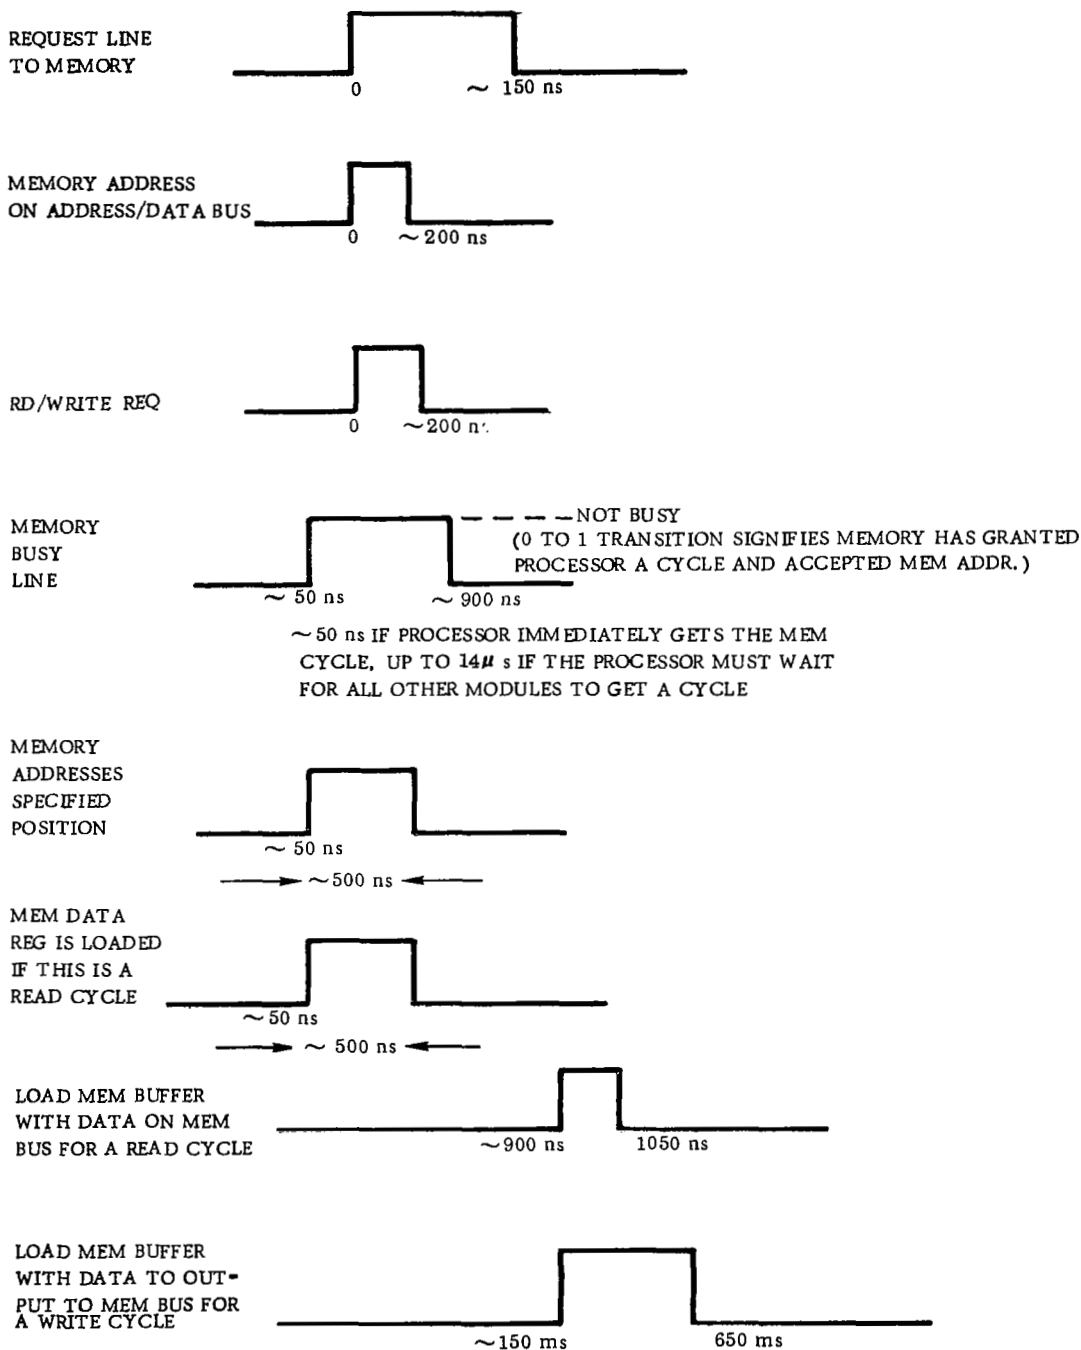 REQUEST LINE
TO MEMORY
0
~ 150 ns
MEMORY ADDRESS
ON ADDRESS/DATA BUS
0
~200 ns
RD/WRITE REQ
0
~200 n
MEMORY
BUSY
LINE
NOT BUSY
(0 TO 1 TRANSITION SIGNIFIES MEMORY HAS GRANTED
PROCESSOR A CYCLE AND ACCEPTED MEM ADDR.)
~ 50 ns
~ 900 ns
~50 ns IF PROCESSOR IMMEDIATELY GETS THE MEM
CYCLE, UP TO 14μ s IF THE PROCESSOR MUST WAIT
FOR ALL OTHER MODULES TO GET A CYCLE
MEMORY
ADDRESSES
SPECIFIED
POSITION
~ 50 ns
~500 ns
MEM DATA
REG IS LOADED
IF THIS IS A
READ CYCLE
~50 ns
~ 500 ns
LOAD MEM BUFFER
WITH DATA ON MEM
BUS FOR A READ CYCLE
~900 ns
1050 ns
LOAD MEM BUFFER
WITH DATA TO OUT-
PUT TO MEM BUS FOR
A WRITE CYCLE
~150 ms
650 ms